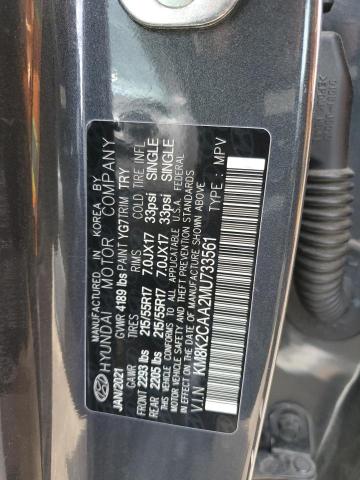 MANUFACTURED IN KOREA BY
HYUNDAI MOTOR COMPANY
JAN/2021 GVWR 4189 lbs PAINT YG7 TRIM TRY
GAWR TIRES RIMS COLD TIRE INFL
FRONT 2293 lbs 215/55R17 7.0JX17 33psi SINGLE
REAR 2205 lbs 215/55R17 7.0JX17 33psi SINGLE
THIS VEHICLE CONFORMS TO ALL APPLICABLE U.S.A. FEDERAL
MOTOR VEHICLE SAFETY, BUMPER, AND THEFT PREVENTION STANDARDS
IN EFFECT ON THE DATE OF MANUFACTURE SHOWN ABOVE.
V.I.N : KM8K2CAA2MU733561 TYPE : MPV